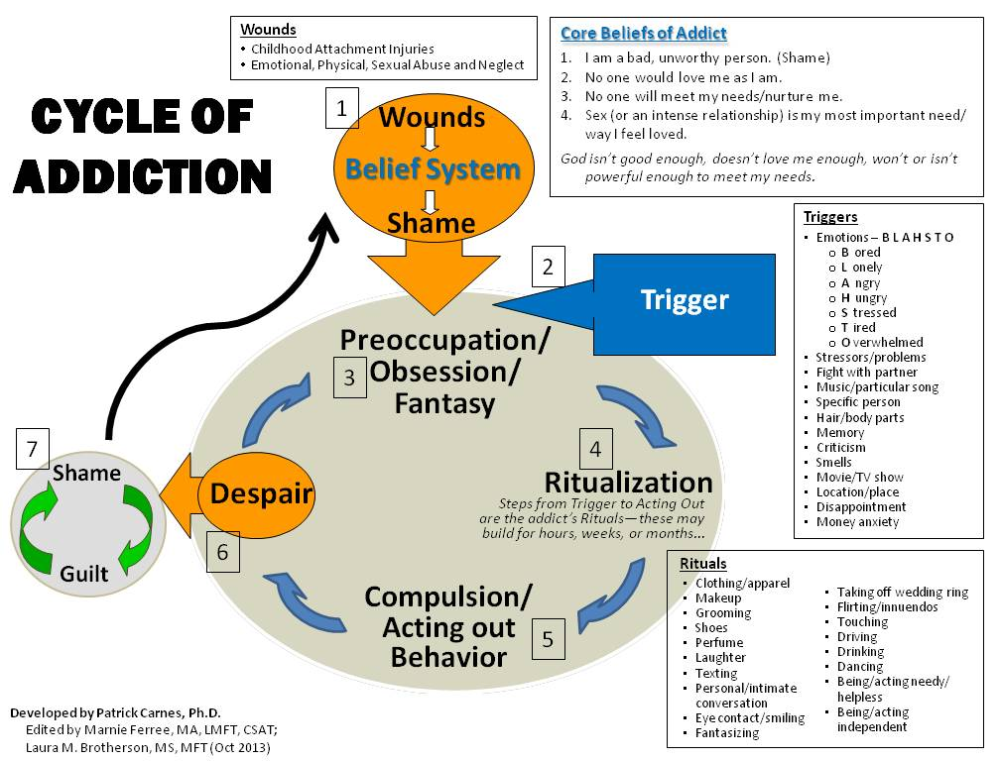 Wounds
• Childhood Attachment Injuries
• Emotional, Physical, Sexual Abuse and Neglect
Core Beliefs of Addict
1. I am a bad, unworthy person. (Shame)
2. No one would love me as I am.
3. No one will meet my needs/nurture me.
4. Sex (or an intense relationship) is my most important need/
way I feel loved.
God isn't good enough, doesn't love me enough, won't or isn't
powerful enough to meet my needs.
CYCLE OF
ADDICTION
1
Wounds
Belief System
Shame
2
Trigger
Triggers
▪ Emotions – B L A H S T O
o B ored
o L onely
o A ngry
o H ungry
o S tressed
o T ired
o O verwhelmed
▪ Stressors/problems
▪ Fight with partner
▪ Music/particular song
▪ Specific person
▪ Hair/body parts
▪ Memory
▪ Criticism
▪ Smells
▪ Movie/TV show
▪ Location/place
▪ Disappointment
▪ Money anxiety
Preoccupation/
3
Obsession/
Fantasy
4
Ritualization
Steps from Trigger to Acting Out
are the addict's Rituals—these may
build for hours, weeks, or months...
Rituals
▪ Clothing/apparel
▪ Makeup
▪ Grooming
▪ Shoes
▪ Perfume
▪ Laughter
▪ Texting
▪ Personal/intimate
conversation
▪ Eye contact/smiling
▪ Fantasizing
▪ Taking off wedding ring
▪ Flirting/innuendos
▪ Touching
▪ Driving
▪ Drinking
▪ Dancing
▪ Being/acting needy/
helpless
▪ Being/acting
independent
Compulsion/
Acting out
Behavior
5
Despair
6
7
Shame
Guilt
Developed by Patrick Carnes, Ph.D.
Edited by Marnie Ferree, MA, LMFT, CSAT;
Laura M. Brotherson, MS, MFT (Oct 2013)